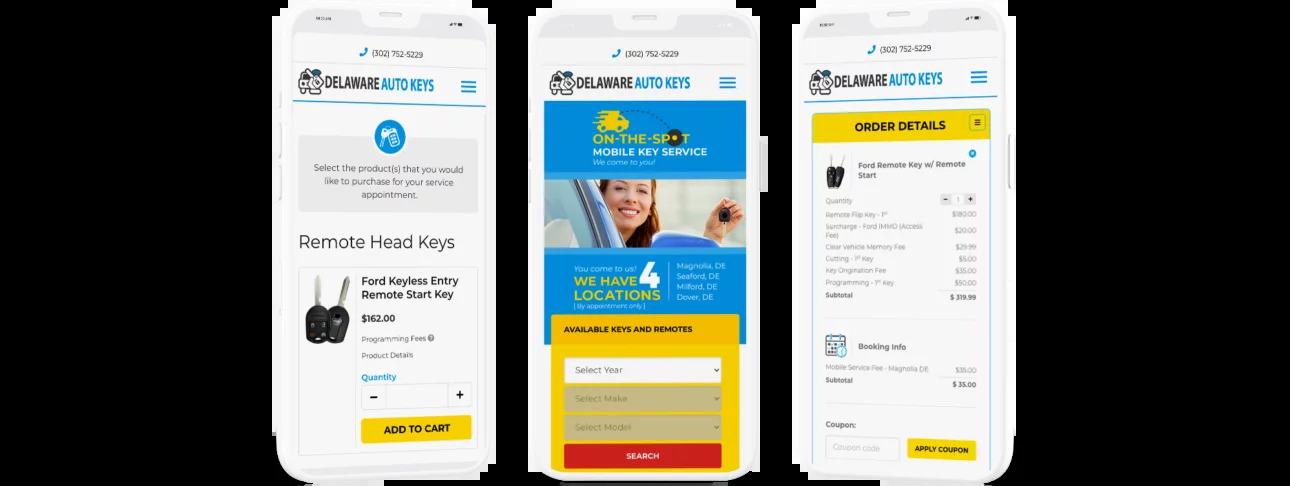 (302) 752-5229
DELAWARE AUTO KEYS
Select the product(s) that you would
like to purchase for your service
appointment.
Remote Head Keys
Ford Keyless Entry
Remote Start Key
$162.00
Programming Fees
Product Details
Quantity
− +
ADD TO CART
(302) 752-5229
DELAWARE AUTO KEYS
ON-THE-SPOT
MOBILE KEY SERVICE
We come to you!
You come to us!
WE HAVE 4
LOCATIONS
( By appointment only )
Magnolia, DE
Seaford, DE
Milford, DE
Dover, DE
AVAILABLE KEYS AND REMOTES
Select Year
Select Make
Select Model
SEARCH
(302) 752-5229
DELAWARE AUTO KEYS
ORDER DETAILS
Ford Remote Key w/ Remote
Start
Quantity − 1 +
Remote Flip Key - 1st $180.00
Surcharge - Ford IMMO (Access
Fee) $20.00
Clear Vehicle Memory Fee $29.99
Cutting - 1st Key $5.00
Key Origination Fee $35.00
Programming - 1st Key $50.00
Subtotal $ 319.99
Booking Info
Mobile Service Fee - Magnolia DE $35.00
Subtotal $ 35.00
Coupon:
Coupon code
APPLY COUPON